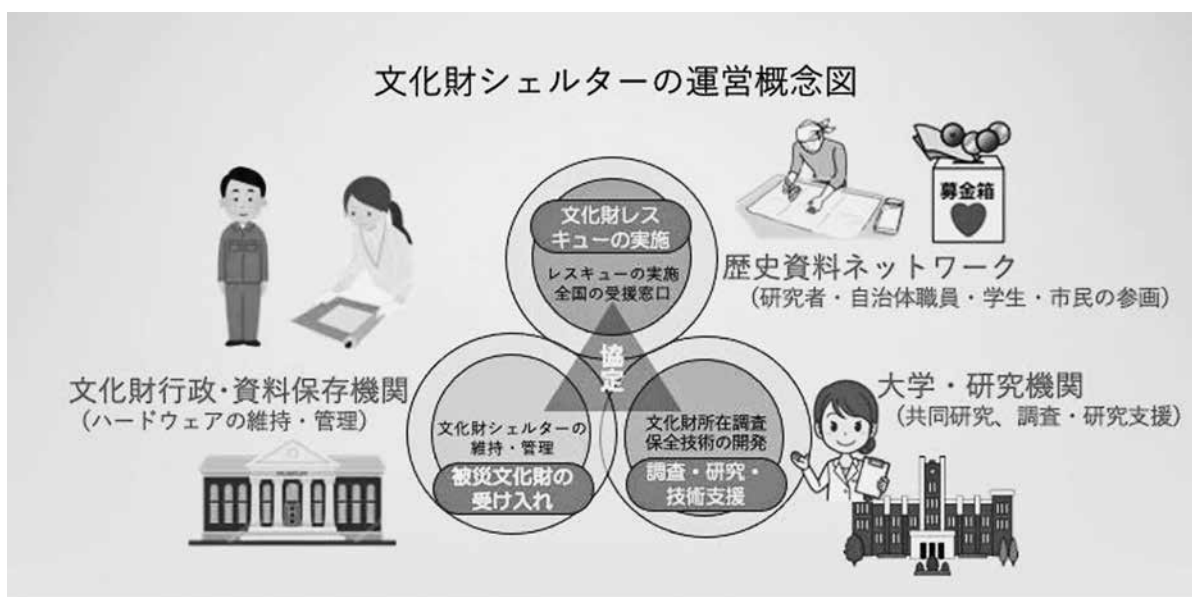 文化財シェルターの運営概念図
募金箱
文化財レス
キューの実施
レスキューの実施
全国の受援窓口
歴史資料ネットワーク
（研究者・自治体職員・学生・市民の参画）
協定
文化財行政・資料保存機関
（ハードウェアの維持・管理）
文化財シェルターの
維持・管理
被災文化財の
受け入れ
文化財所在調査
保全技術の開発
調査・研究・
技術支援
大学・研究機関
（共同研究、調査・研究支援）